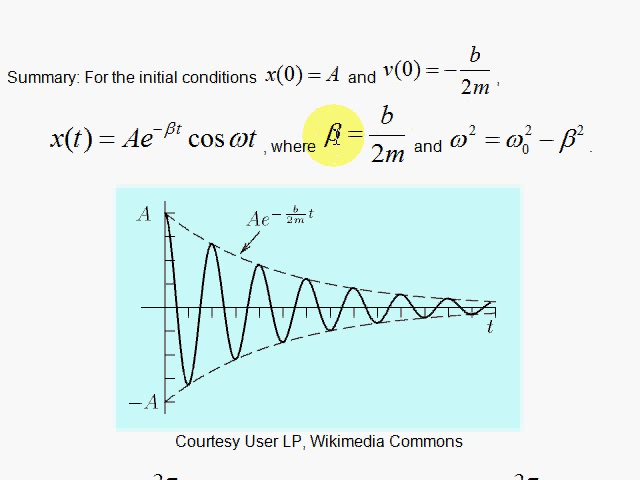 Summary: For the initial conditions x(0) = A and v(0) = −b/2m ,
x(t) = Ae^{−βt} cos ωt , where β = b/2m and ω² = ω₀² − β² .
A
Ae^{−(b/2m)t}
t
−A
Courtesy User LP, Wikimedia Commons